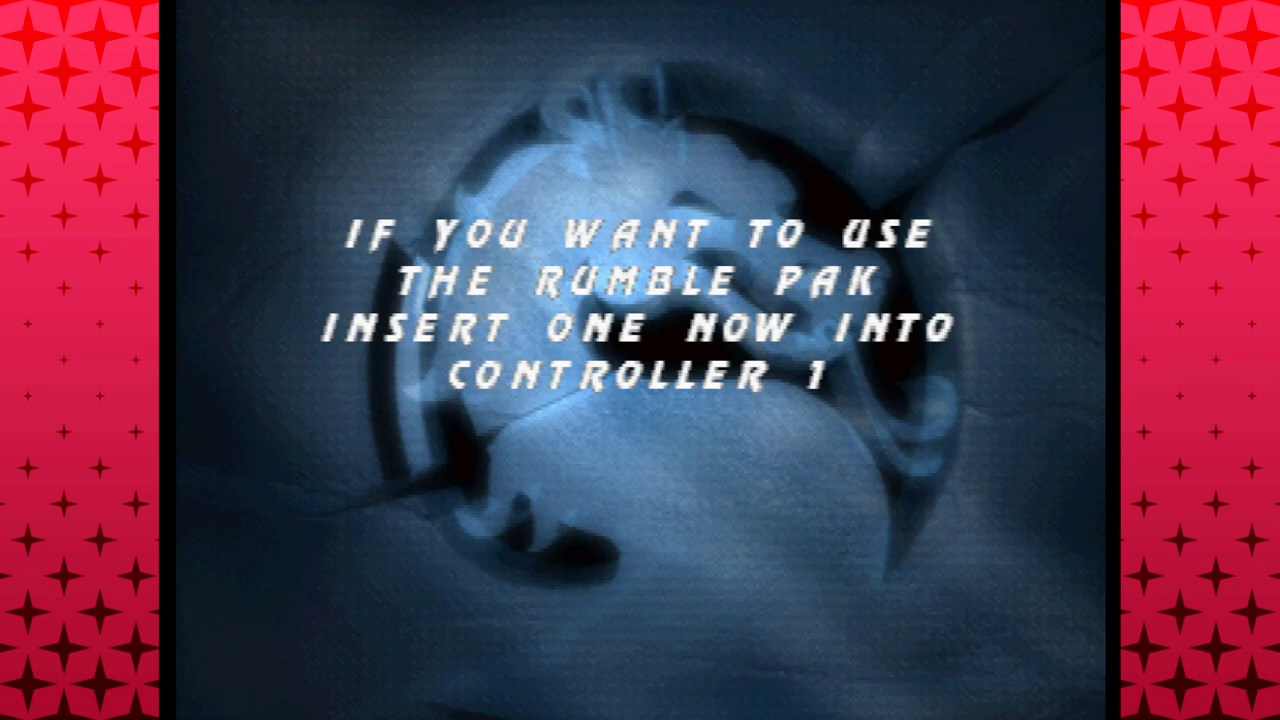 IF YOU WANT TO USE
THE RUMBLE PAK
INSERT ONE NOW INTO
CONTROLLER 1